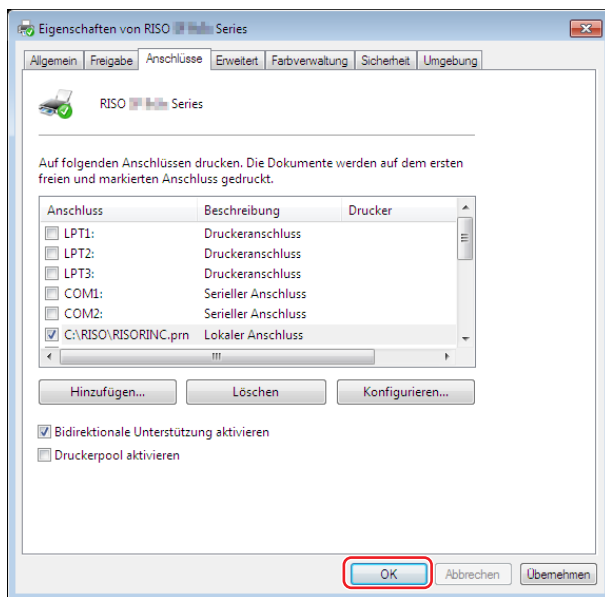 Eigenschaften von RISO Series
Allgemein Freigabe Anschlüsse Erweitert Farbverwaltung Sicherheit Umgebung
RISO Series
Auf folgenden Anschlüssen drucken. Die Dokumente werden auf dem ersten
freien und markierten Anschluss gedruckt.
Anschluss Beschreibung Drucker
LPT1: Druckeranschluss
LPT2: Druckeranschluss
LPT3: Druckeranschluss
COM1: Serieller Anschluss
COM2: Serieller Anschluss
C:\RISO\RISORINC.prn Lokaler Anschluss
Hinzufügen... Löschen Konfigurieren...
Bidirektionale Unterstützung aktivieren
Druckerpool aktivieren
OK Abbrechen Übernehmen